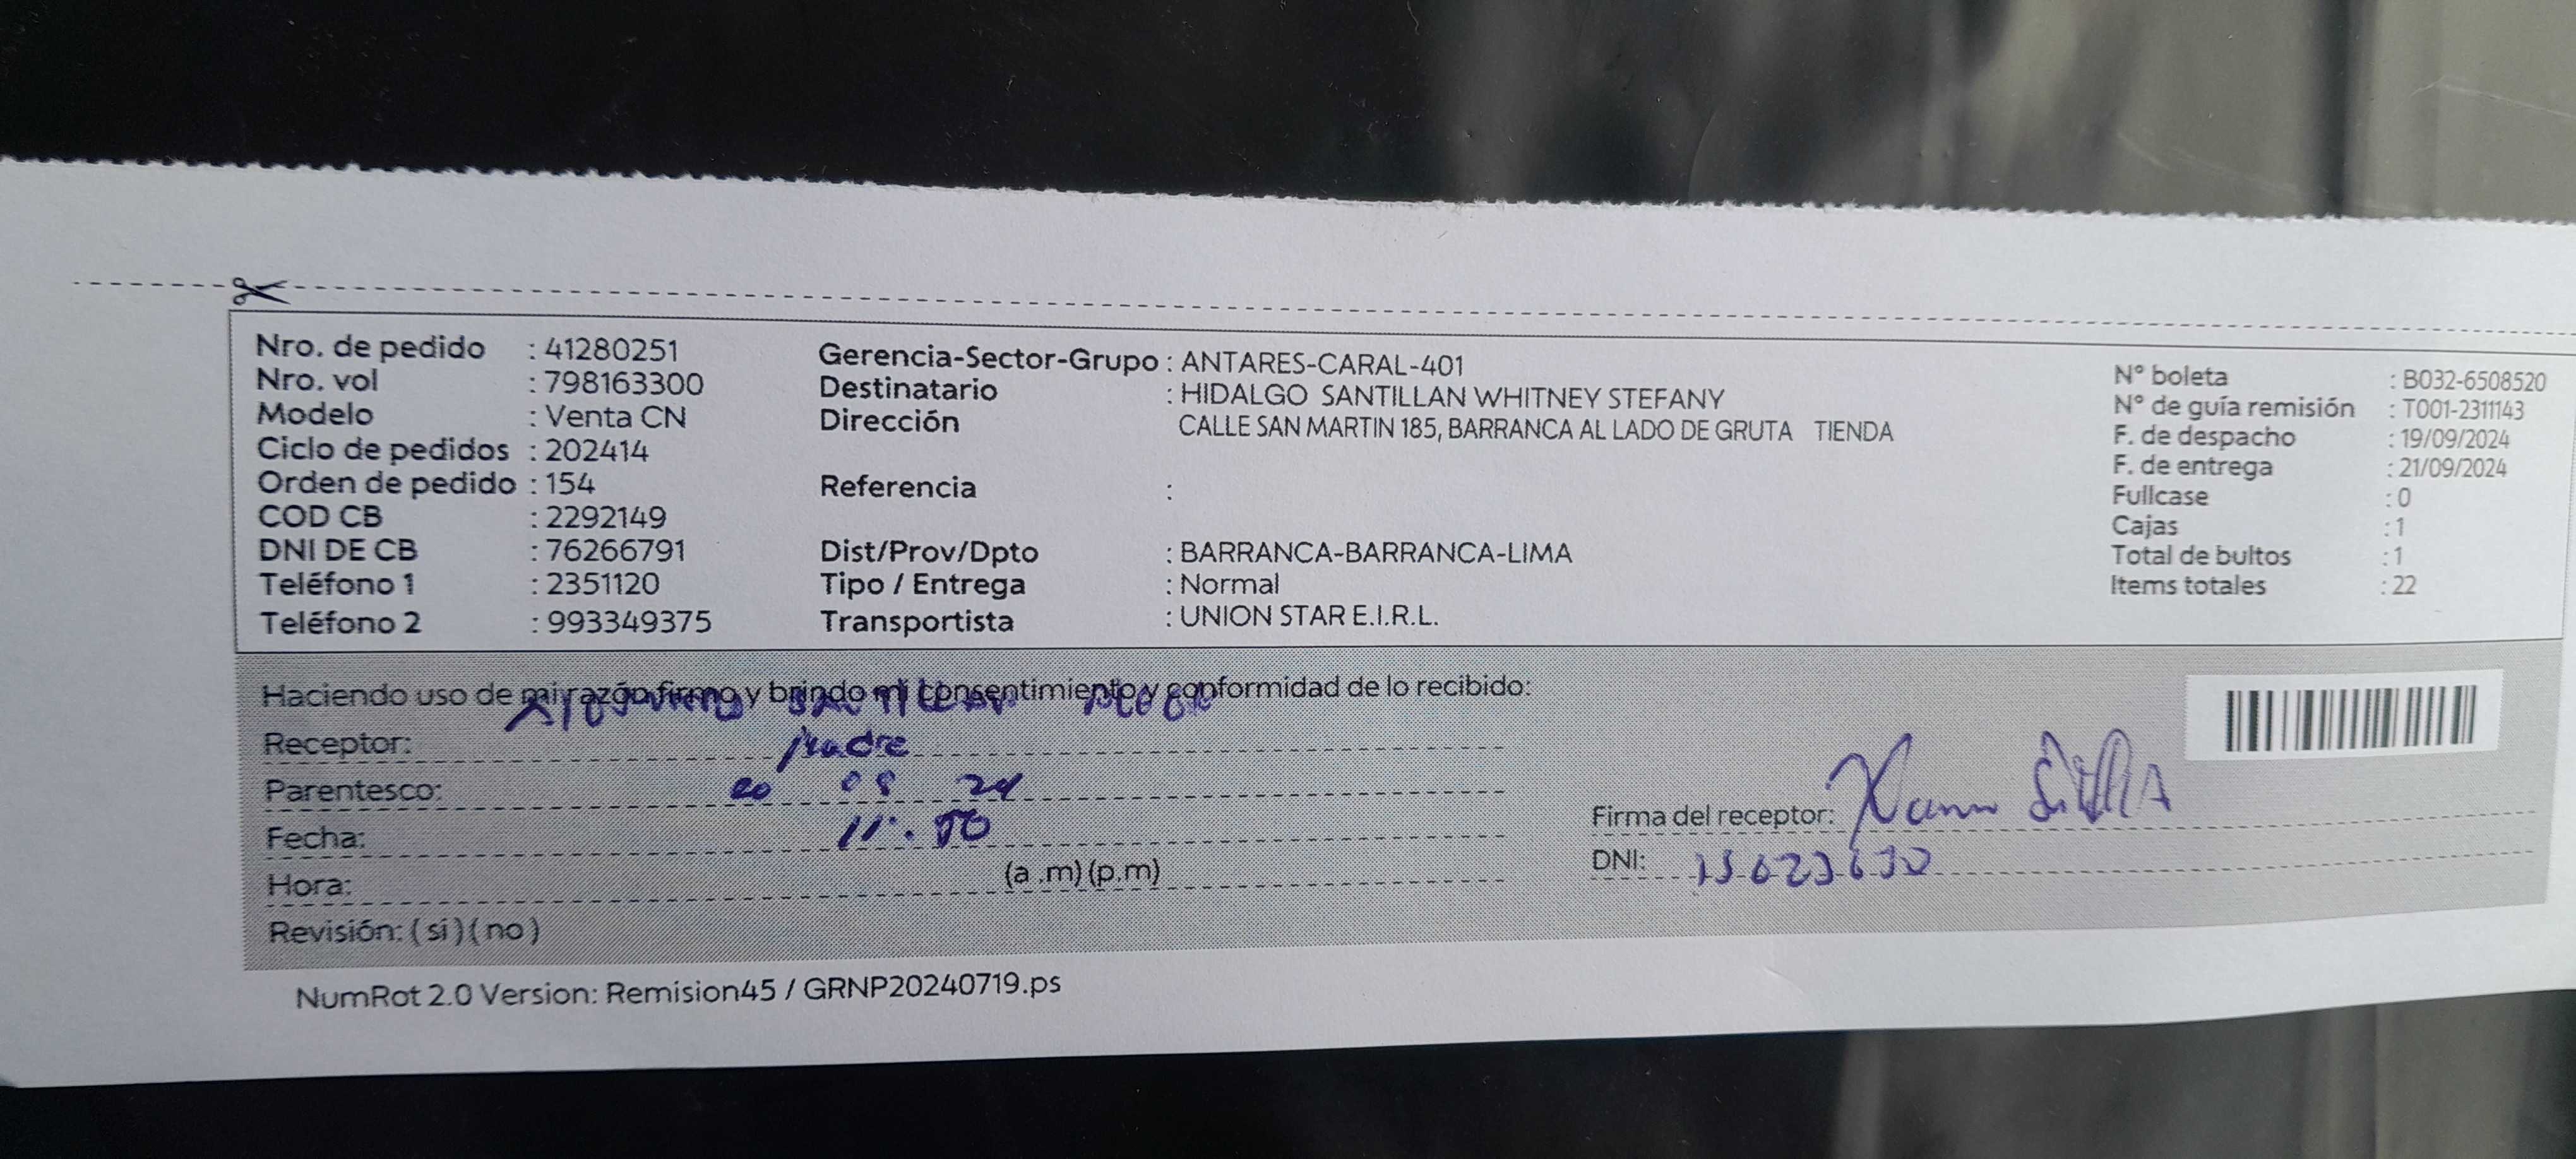 Nro. de pedido : 41280251
Nro. vol : 798163300
Modelo : Venta CN
Ciclo de pedidos : 202414
Orden de pedido : 154
COD CB : 2292149
DNI DE CB : 76266791
Teléfono 1 : 2351120
Teléfono 2 : 993349375
Gerencia-Sector-Grupo : ANTARES-CARAL-401
Destinatario : HIDALGO SANTILLAN WHITNEY STEFANY
Dirección CALLE SAN MARTIN 185, BARRANCA AL LADO DE GRUTA TIENDA
Referencia :
Dist/Prov/Dpto : BARRANCA-BARRANCA-LIMA
Tipo / Entrega : Normal
Transportista : UNION STAR E.I.R.L.
N° boleta : B032-6508520
N° de guía remisión : T001-2311143
F. de despacho : 19/09/2024
F. de entrega : 21/09/2024
Fullcase : 0
Cajas : 1
Total de bultos : 1
Items totales : 22
Haciendo uso de mi razón firmo y brindo mi consentimiento y conformidad de lo recibido:
Receptor: Madre
Parentesco: 20 09 24
Fecha: 11:50
Hora: (a .m) (p.m)
Revisión: ( si ) ( no )
Firma del receptor:
DNI:
NumRot 2.0 Version: Remision45 / GRNP20240719.ps